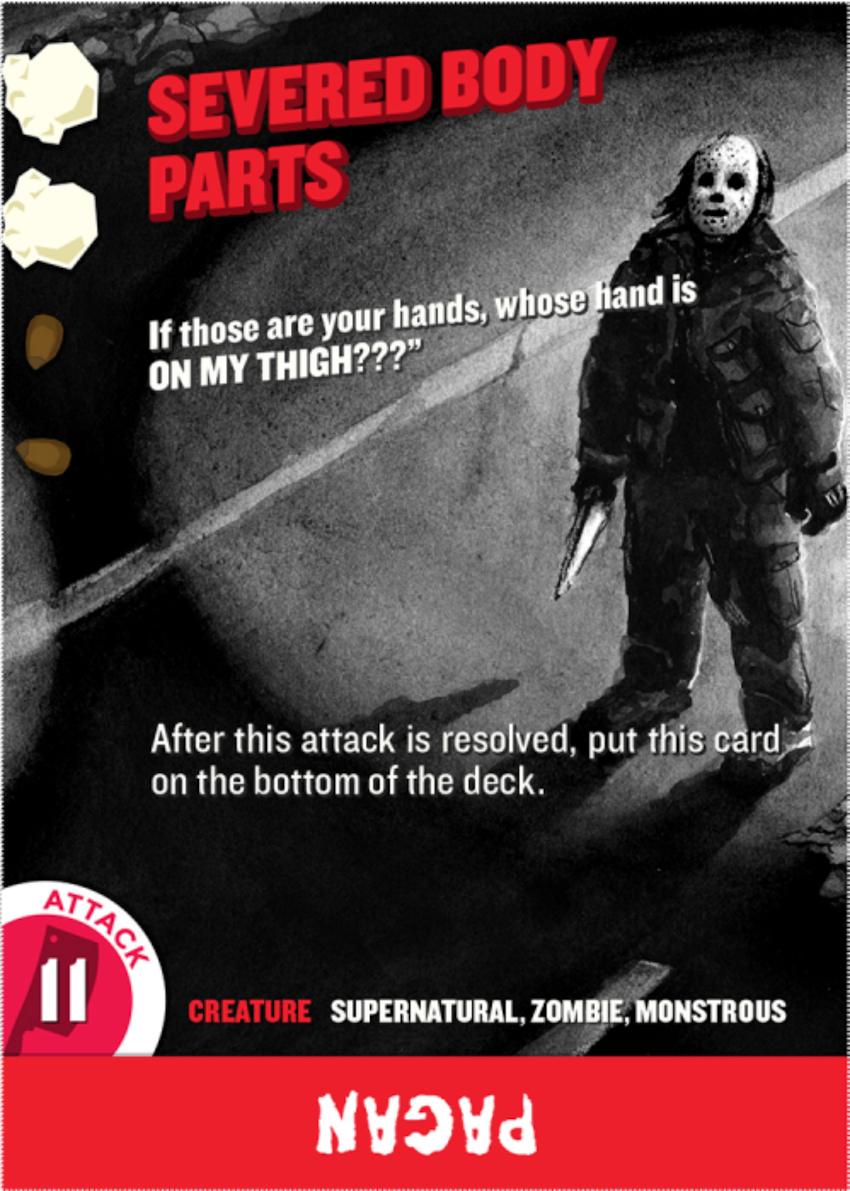 SEVERED BODY
PARTS
If those are your hands, whose hand is
ON MY THIGH???”
After this attack is resolved, put this card
on the bottom of the deck.
ATTACK
11
CREATURE SUPERNATURAL, ZOMBIE, MONSTROUS
PAGAN